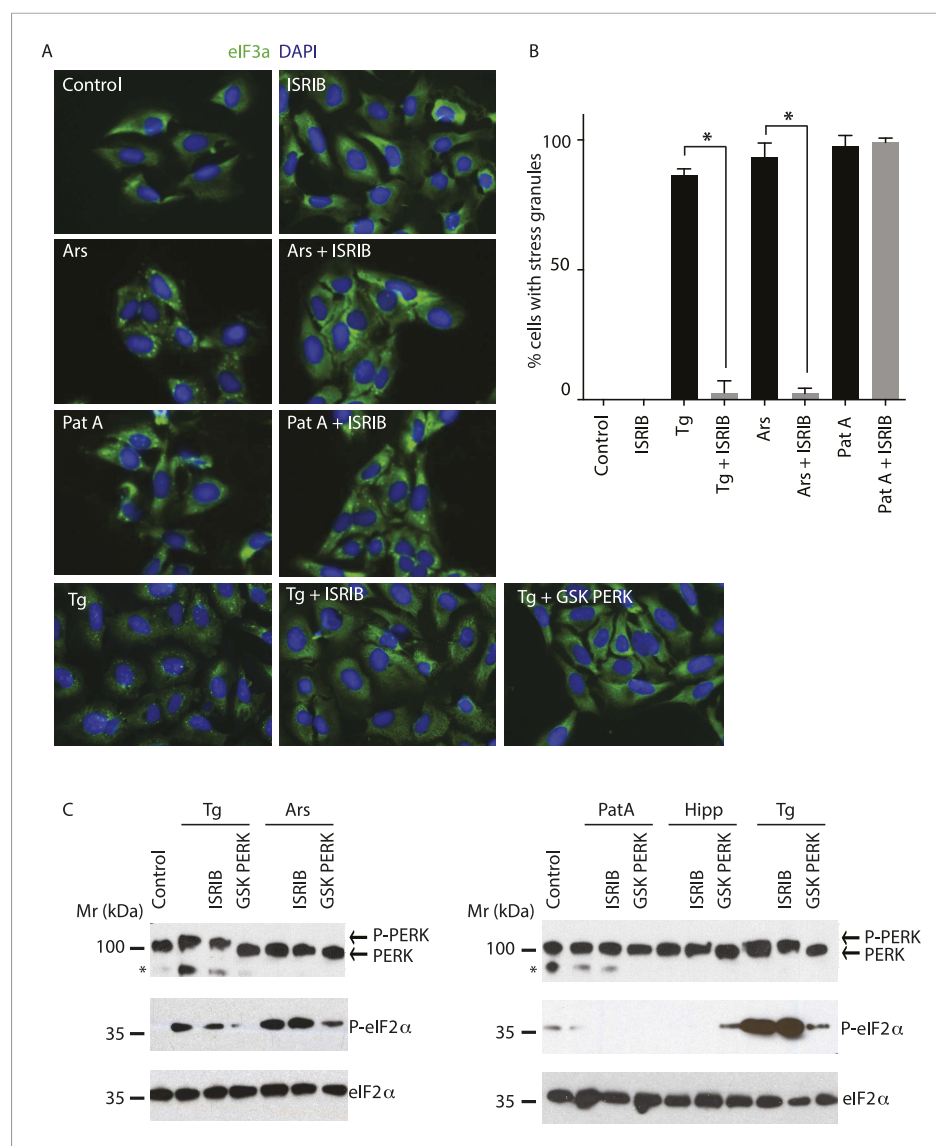 A
eIF3a DAPI
Control
ISRIB
Ars
Ars + ISRIB
Pat A
Pat A + ISRIB
Tg
Tg + ISRIB
Tg + GSK PERK
B
% cells with stress granules
100
50
0
*
*
Control
ISRIB
Tg
Tg + ISRIB
Ars
Ars + ISRIB
Pat A
Pat A + ISRIB
C
Tg
Ars
Control
ISRIB
GSK PERK
ISRIB
GSK PERK
Mr (kDa)
100
*
P-PERK
PERK
35
P-eIF2α
35
eIF2α
PatA
Hipp
Tg
Control
ISRIB
GSK PERK
ISRIB
GSK PERK
ISRIB
GSK PERK
Mr (kDa)
100
*
P-PERK
PERK
35
P-eIF2α
35
eIF2α